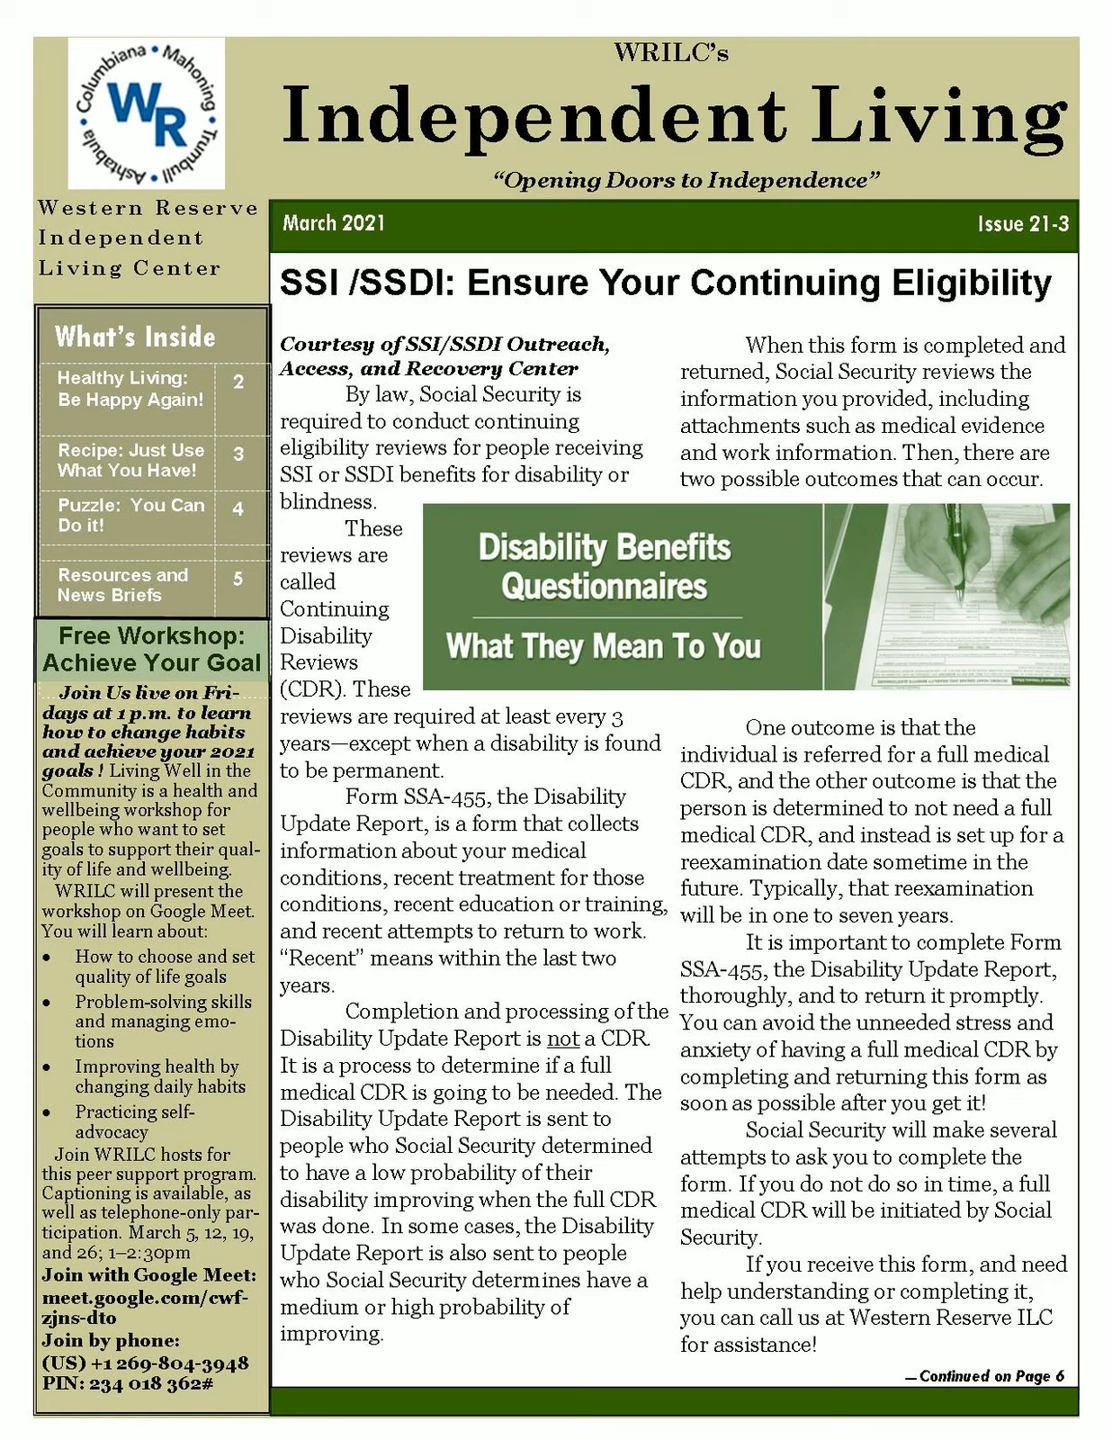 Columbiana • Mahoning • Trumbull • Ashtabula •
WR
WRILC's
Independent Living
"Opening Doors to Independence"
Western Reserve
Independent
Living Center
March 2021
Issue 21-3
What's Inside
Healthy Living:
Be Happy Again!
2
Recipe: Just Use
What You Have!
3
Puzzle: You Can
Do it!
4
Resources and
News Briefs
5
Free Workshop:
Achieve Your Goal
Join Us live on Fri-
days at 1 p.m. to learn
how to change habits
and achieve your 2021
goals ! Living Well in the
Community is a health and
wellbeing workshop for
people who want to set
goals to support their qual-
ity of life and wellbeing.
WRILC will present the
workshop on Google Meet.
You will learn about:
• How to choose and set
quality of life goals
• Problem-solving skills
and managing emo-
tions
• Improving health by
changing daily habits
• Practicing self-
advocacy
Join WRILC hosts for
this peer support program.
Captioning is available, as
well as telephone-only par-
ticipation. March 5, 12, 19,
and 26; 1–2:30pm
Join with Google Meet:
meet.google.com/cwf-
zjns-dto
Join by phone:
(US) +1 269-804-3948
PIN: 234 018 362#
SSI /SSDI: Ensure Your Continuing Eligibility
Courtesy of SSI/SSDI Outreach,
Access, and Recovery Center
By law, Social Security is
required to conduct continuing
eligibility reviews for people receiving
SSI or SSDI benefits for disability or
blindness.
These
reviews are
called
Continuing
Disability
Reviews
(CDR). These
reviews are required at least every 3
years—except when a disability is found
to be permanent.
Form SSA-455, the Disability
Update Report, is a form that collects
information about your medical
conditions, recent treatment for those
conditions, recent education or training,
and recent attempts to return to work.
"Recent" means within the last two
years.
Completion and processing of the
Disability Update Report is not a CDR.
It is a process to determine if a full
medical CDR is going to be needed. The
Disability Update Report is sent to
people who Social Security determined
to have a low probability of their
disability improving when the full CDR
was done. In some cases, the Disability
Update Report is also sent to people
who Social Security determines have a
medium or high probability of
improving.
When this form is completed and
returned, Social Security reviews the
information you provided, including
attachments such as medical evidence
and work information. Then, there are
two possible outcomes that can occur.
Disability Benefits
Questionnaires
What They Mean To You
One outcome is that the
individual is referred for a full medical
CDR, and the other outcome is that the
person is determined to not need a full
medical CDR, and instead is set up for a
reexamination date sometime in the
future. Typically, that reexamination
will be in one to seven years.
It is important to complete Form
SSA-455, the Disability Update Report,
thoroughly, and to return it promptly.
You can avoid the unneeded stress and
anxiety of having a full medical CDR by
completing and returning this form as
soon as possible after you get it!
Social Security will make several
attempts to ask you to complete the
form. If you do not do so in time, a full
medical CDR will be initiated by Social
Security.
If you receive this form, and need
help understanding or completing it,
you can call us at Western Reserve ILC
for assistance!
—Continued on Page 6